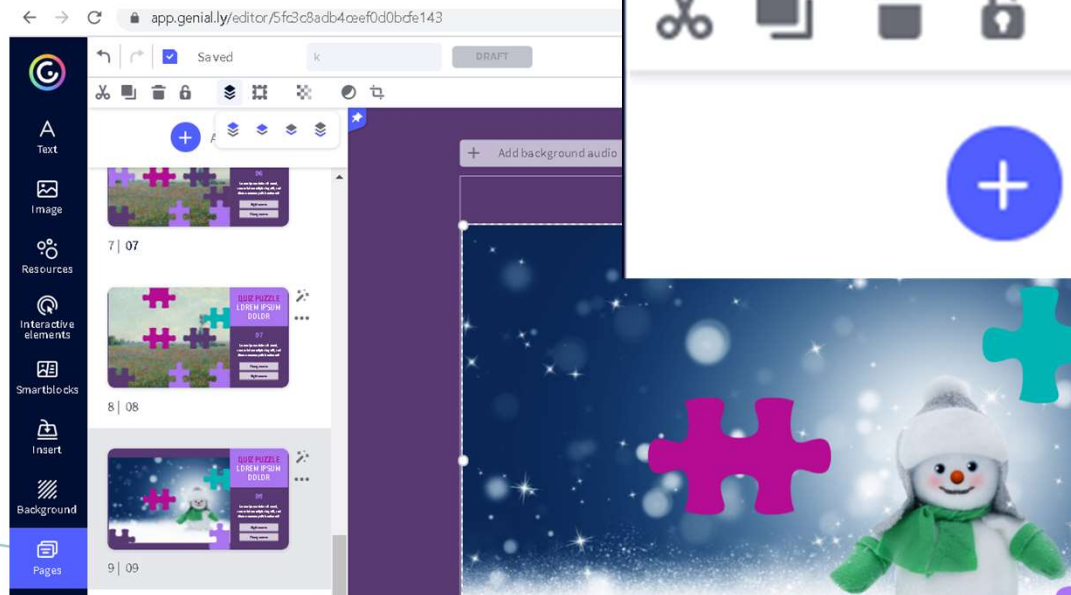 app.genial.ly/editor/5fc3c8adb4ceef0d0bcfe143
Saved
k
DRAFT
Text
Image
Resources
Interactive
elements
Smartblocks
Insert
Background
Pages
A
Add background audio
7 | 07
QUIZ PUZZLE
LOREM IPSUM
DOLOR
07
8 | 08
QUIZ PUZZLE
LOREM IPSUM
DOLOR
9 | 09